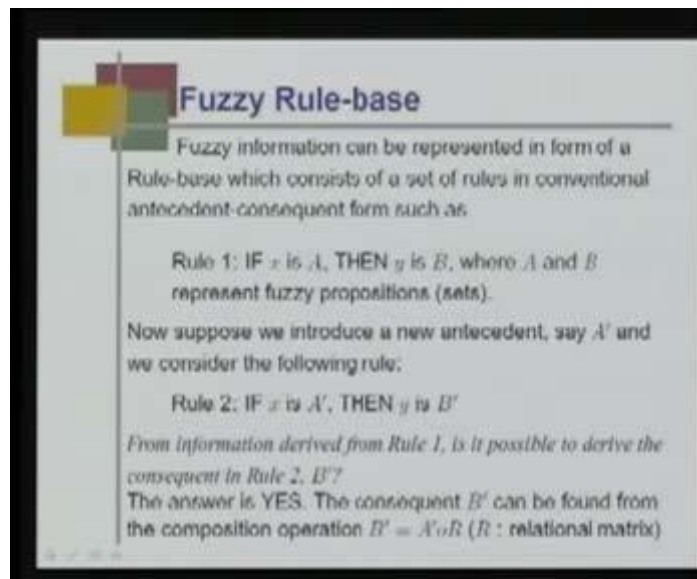 Fuzzy Rule-base
Fuzzy information can be represented in form of a
Rule-base which consists of a set of rules in conventional
antecedent-consequent form such as
Rule 1: IF x is A, THEN y is B, where A and B
represent fuzzy propositions (sets).
Now suppose we introduce a new antecedent, say A′ and
we consider the following rule:
Rule 2: IF x is A′, THEN y is B′
From information derived from Rule 1, is it possible to derive the
consequent in Rule 2, B′?
The answer is YES. The consequent B′ can be found from
the composition operation B′ = A′oR (R : relational matrix)